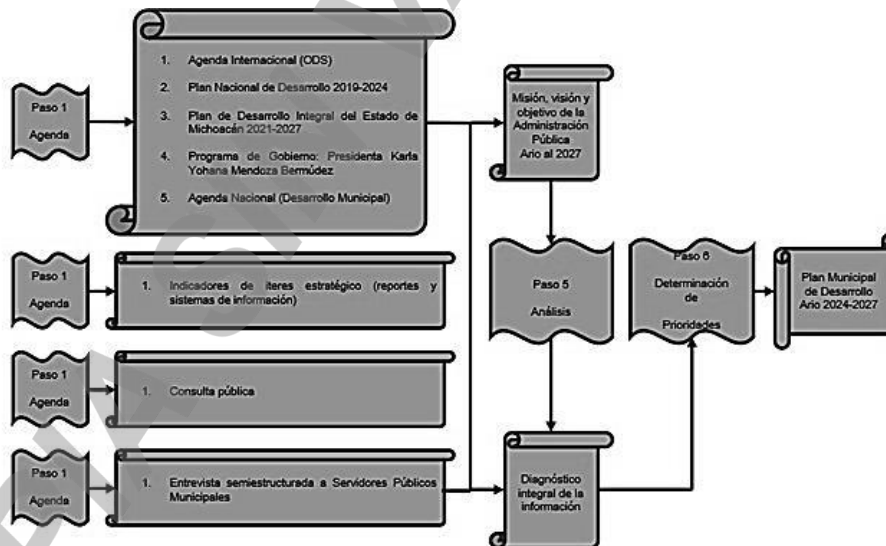 Paso 1
Agenda
1. Agenda Internacional (ODS)
2. Plan Nacional de Desarrollo 2019-2024
3. Plan de Desarrollo Integral del Estado de
Michoacán 2021-2027
4. Programa de Gobierno: Presidenta Karla
Yohana Mendoza Bermúdez
5. Agenda Nacional (Desarrollo Municipal)
Misión, visión y
objetivo de la
Administración
Pública
Ario al 2027
Paso 1
Agenda
1. Indicadores de iteres estratégico (reportes y
sistemas de información)
Paso 5
Análisis
Paso 6
Determinación
de
Prioridades
Plan Municipal
de Desarrollo
Ario 2024-2027
Paso 1
Agenda
1. Consulta pública
Paso 1
Agenda
1. Entrevista semiestructurada a Servidores Públicos
Municipales
Diagnóstico
integral de la
información